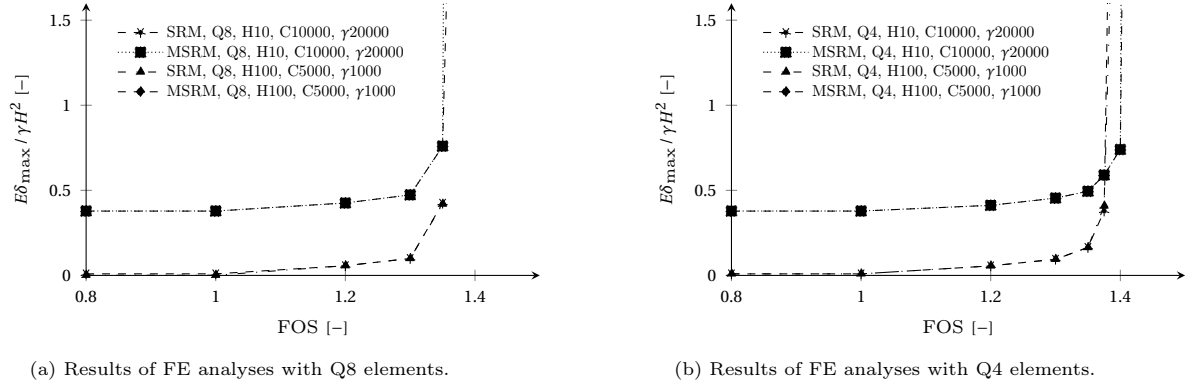 1.5
1
0.5
0
0.8
1
1.2
1.4
FOS [–]
Eδmax / γH² [–]
SRM, Q8, H10, C10000, γ20000
MSRM, Q8, H10, C10000, γ20000
SRM, Q8, H100, C5000, γ1000
MSRM, Q8, H100, C5000, γ1000
(a) Results of FE analyses with Q8 elements.
1.5
1
0.5
0
0.8
1
1.2
1.4
FOS [–]
Eδmax / γH² [–]
SRM, Q4, H10, C10000, γ20000
MSRM, Q4, H10, C10000, γ20000
SRM, Q4, H100, C5000, γ1000
MSRM, Q4, H100, C5000, γ1000
(b) Results of FE analyses with Q4 elements.